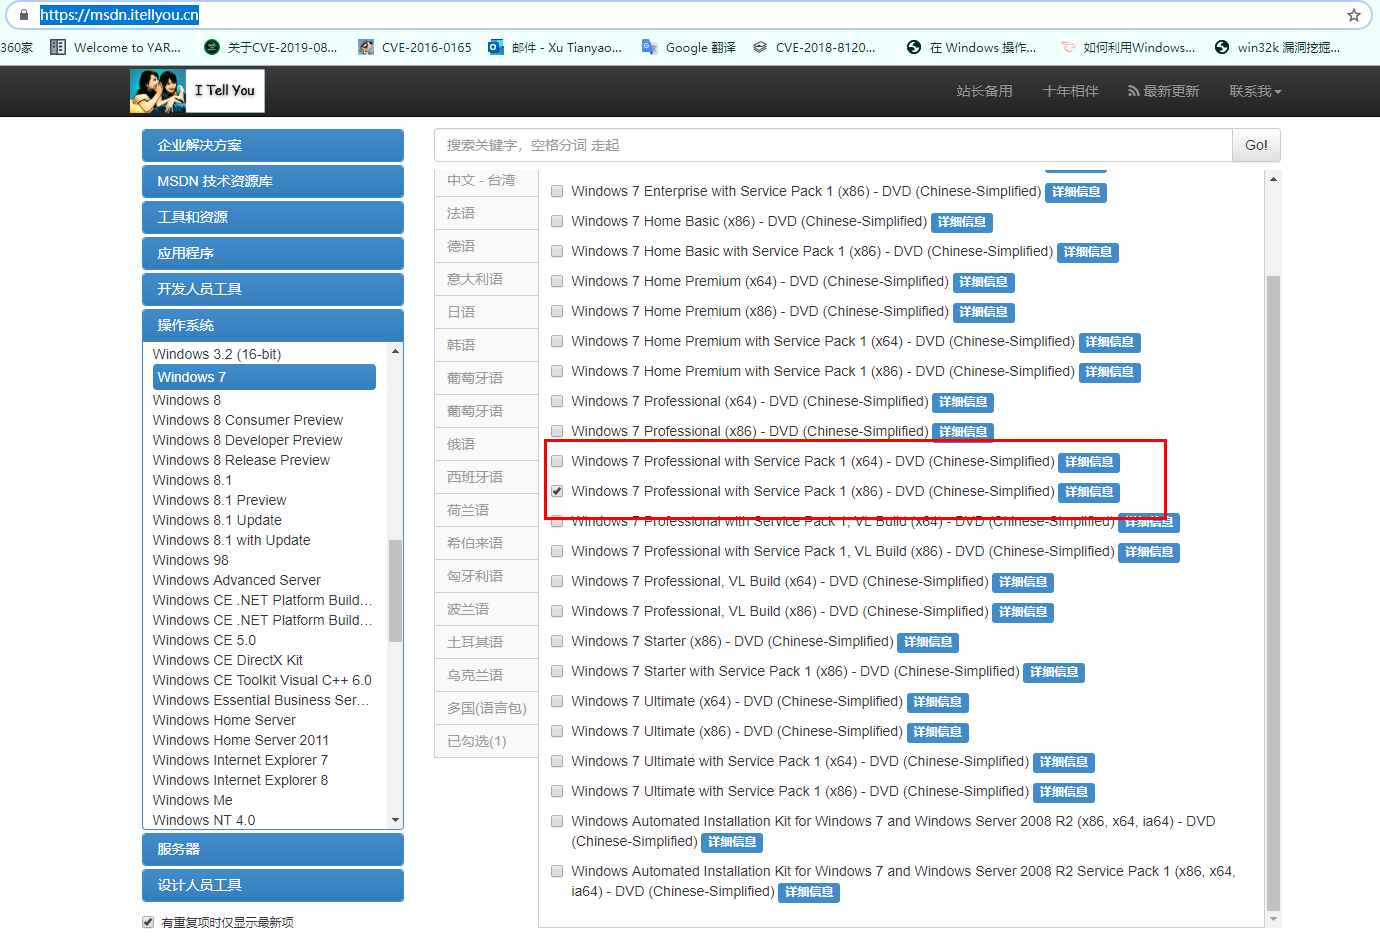 https://msdn.itellyou.cn
360家 Welcome to YAR... 关于CVE-2019-08... CVE-2016-0165 邮件 - Xu Tianyao... Google 翻译 CVE-2018-8120... 在 Windows 操作... 如何利用Windows... win32k 漏洞挖掘...
I Tell You 站长备用 十年相伴 最新更新 联系我
搜索关键字，空格分词 走起 Go!
企业解决方案
MSDN 技术资源库
工具和资源
应用程序
开发人员工具
操作系统
Windows 3.2 (16-bit)
Windows 7
Windows 8
Windows 8 Consumer Preview
Windows 8 Developer Preview
Windows 8 Release Preview
Windows 8.1
Windows 8.1 Preview
Windows 8.1 Update
Windows 8.1 with Update
Windows 98
Windows Advanced Server
Windows CE .NET Platform Build...
Windows CE .NET Platform Build...
Windows CE 5.0
Windows CE DirectX Kit
Windows CE Toolkit Visual C++ 6.0
Windows Essential Business Ser...
Windows Home Server
Windows Home Server 2011
Windows Internet Explorer 7
Windows Internet Explorer 8
Windows Me
Windows NT 4.0
服务器
设计人员工具
有重复项时仅显示最新项
中文 - 台湾
法语
德语
意大利语
日语
韩语
葡萄牙语
葡萄牙语
俄语
西班牙语
荷兰语
希伯来语
匈牙利语
波兰语
土耳其语
乌克兰语
多国(语言包)
已勾选(1)
Windows 7 Enterprise with Service Pack 1 (x86) - DVD (Chinese-Simplified) 详细信息
Windows 7 Home Basic (x86) - DVD (Chinese-Simplified) 详细信息
Windows 7 Home Basic with Service Pack 1 (x86) - DVD (Chinese-Simplified) 详细信息
Windows 7 Home Premium (x64) - DVD (Chinese-Simplified) 详细信息
Windows 7 Home Premium (x86) - DVD (Chinese-Simplified) 详细信息
Windows 7 Home Premium with Service Pack 1 (x64) - DVD (Chinese-Simplified) 详细信息
Windows 7 Home Premium with Service Pack 1 (x86) - DVD (Chinese-Simplified) 详细信息
Windows 7 Professional (x64) - DVD (Chinese-Simplified) 详细信息
Windows 7 Professional (x86) - DVD (Chinese-Simplified) 详细信息
Windows 7 Professional with Service Pack 1 (x64) - DVD (Chinese-Simplified) 详细信息
Windows 7 Professional with Service Pack 1 (x86) - DVD (Chinese-Simplified) 详细信息
Windows 7 Professional with Service Pack 1, VL Build (x64) - DVD (Chinese-Simplified) 详细信息
Windows 7 Professional with Service Pack 1, VL Build (x86) - DVD (Chinese-Simplified) 详细信息
Windows 7 Professional, VL Build (x64) - DVD (Chinese-Simplified) 详细信息
Windows 7 Professional, VL Build (x86) - DVD (Chinese-Simplified) 详细信息
Windows 7 Starter (x86) - DVD (Chinese-Simplified) 详细信息
Windows 7 Starter with Service Pack 1 (x86) - DVD (Chinese-Simplified) 详细信息
Windows 7 Ultimate (x64) - DVD (Chinese-Simplified) 详细信息
Windows 7 Ultimate (x86) - DVD (Chinese-Simplified) 详细信息
Windows 7 Ultimate with Service Pack 1 (x64) - DVD (Chinese-Simplified) 详细信息
Windows 7 Ultimate with Service Pack 1 (x86) - DVD (Chinese-Simplified) 详细信息
Windows Automated Installation Kit for Windows 7 and Windows Server 2008 R2 (x86, x64, ia64) - DVD
(Chinese-Simplified) 详细信息
Windows Automated Installation Kit for Windows 7 and Windows Server 2008 R2 Service Pack 1 (x86, x64,
ia64) - DVD (Chinese-Simplified) 详细信息